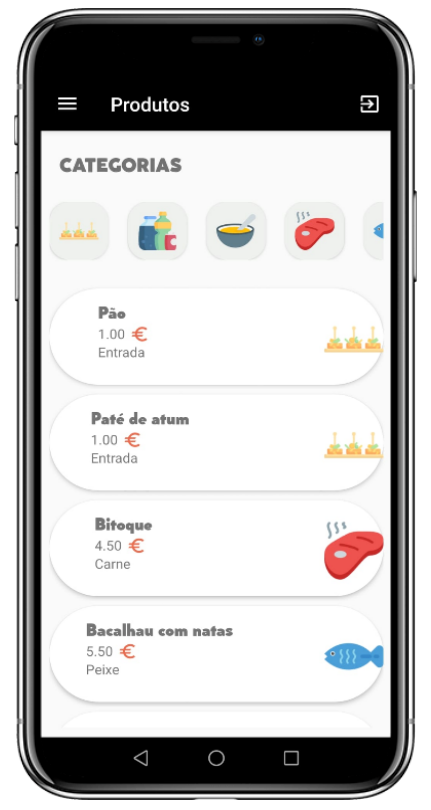 Produtos
CATEGORIAS
Pão
1.00 €
Entrada
Paté de atum
1.00 €
Entrada
Bitoque
4.50 €
Carne
Bacalhau com natas
5.50 €
Peixe